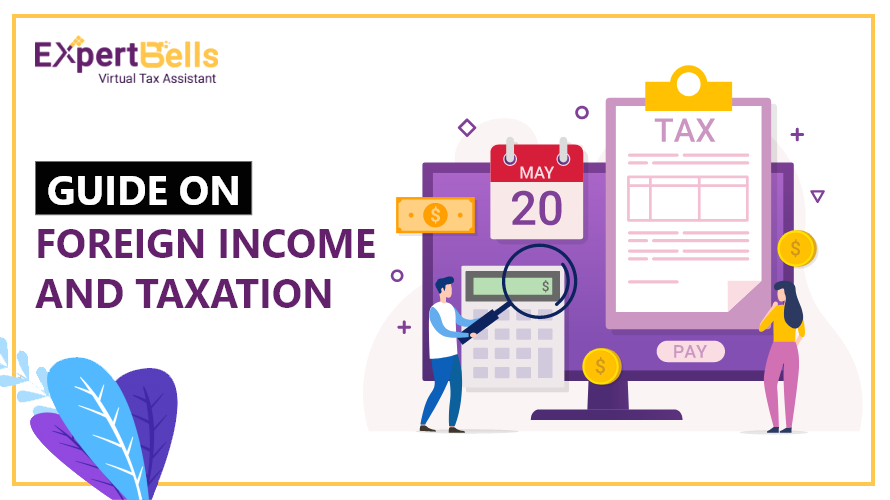 ExpertBells
Virtual Tax Assistant
GUIDE ON
FOREIGN INCOME
AND TAXATION
MAY
20
TAX
$
$
$
$
PAY